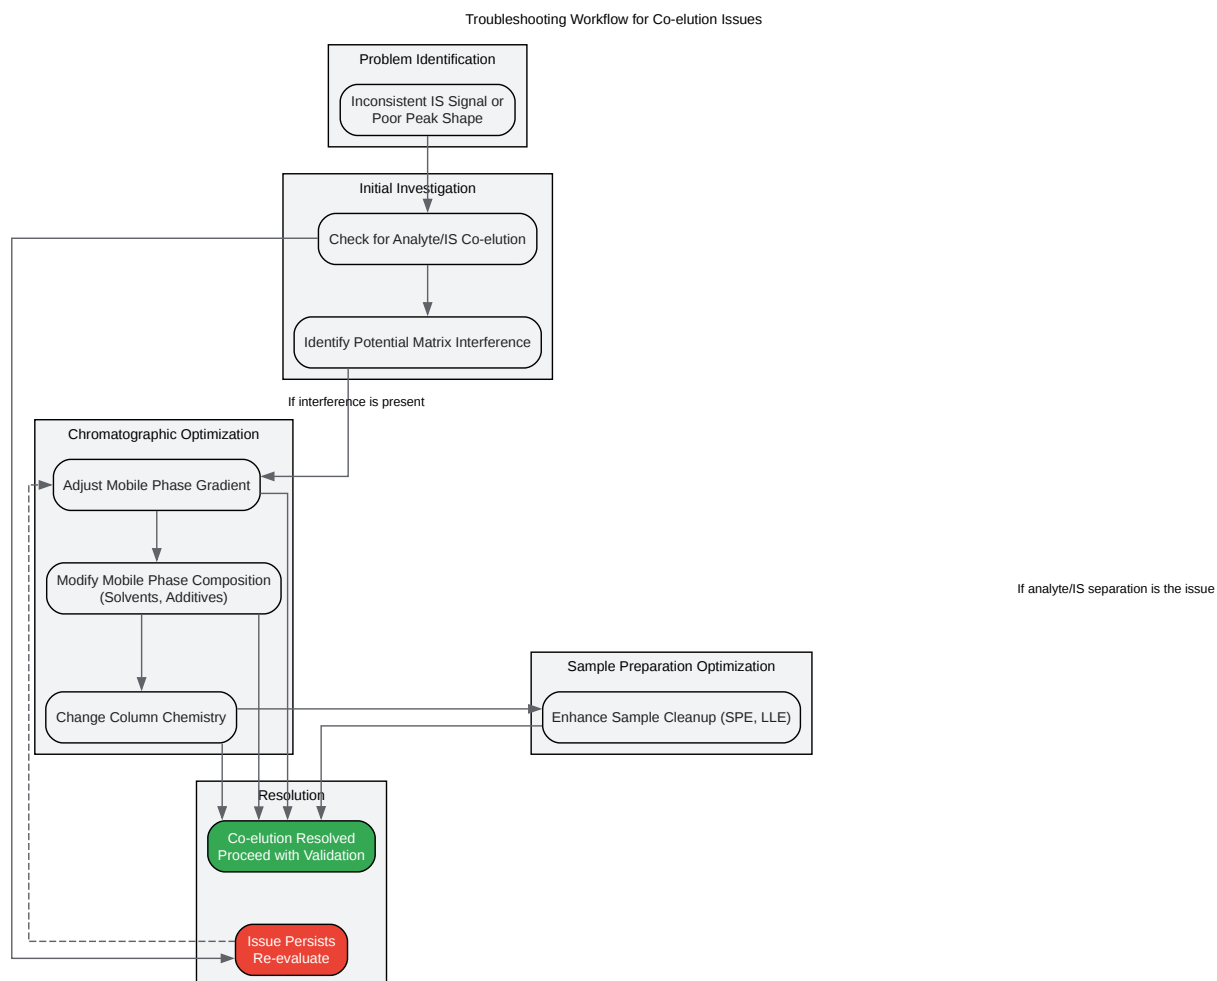 Troubleshooting Workflow for Co-elution Issues
Problem Identification
Inconsistent IS Signal or
Poor Peak Shape
Initial Investigation
Check for Analyte/IS Co-elution
Identify Potential Matrix Interference
If interference is present
Chromatographic Optimization
Adjust Mobile Phase Gradient
Modify Mobile Phase Composition
(Solvents, Additives)
If analyte/IS separation is the issue
Change Column Chemistry
Sample Preparation Optimization
Enhance Sample Cleanup (SPE, LLE)
Resolution
Co-elution Resolved
Proceed with Validation
Issue Persists
Re-evaluate